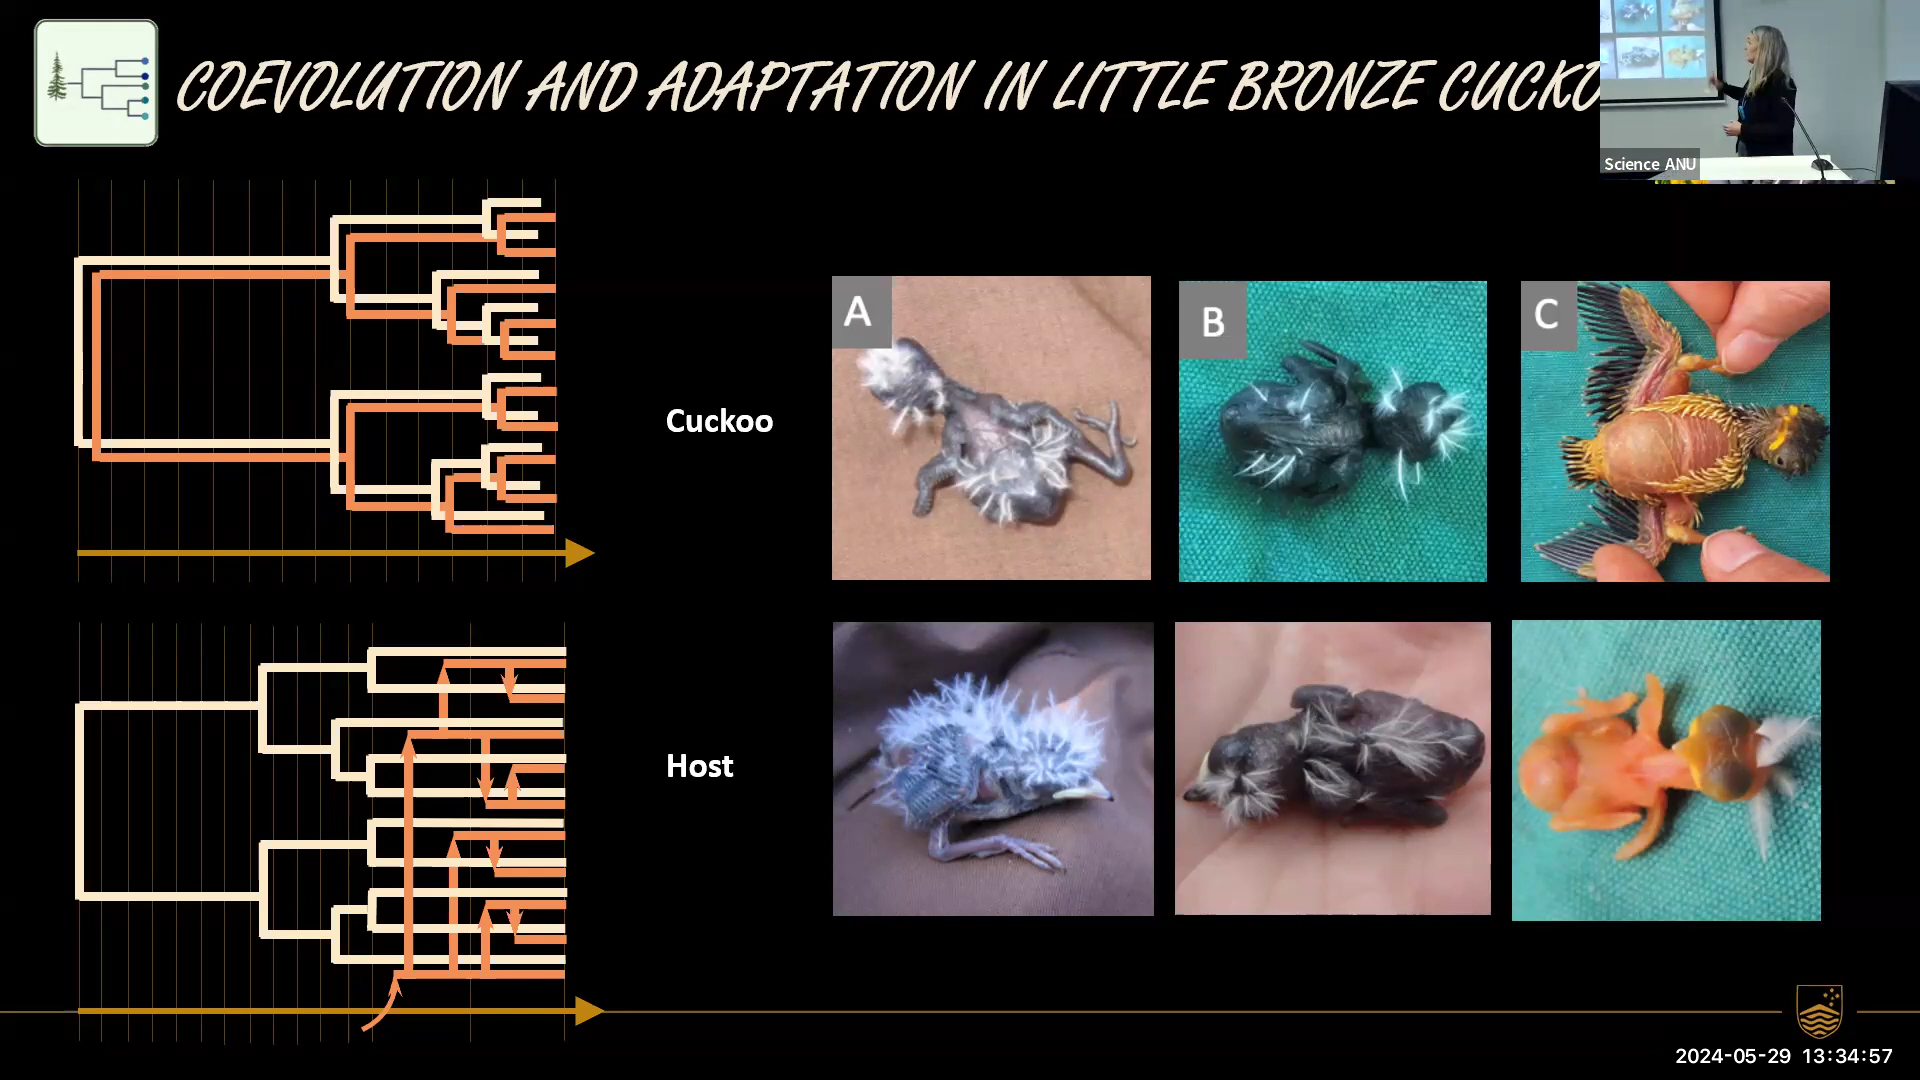 COEVOLUTION AND ADAPTATION IN LITTLE BRONZE CUCKO
Science ANU
A
B
C
Cuckoo
Host
2024-05-29 13:34:57